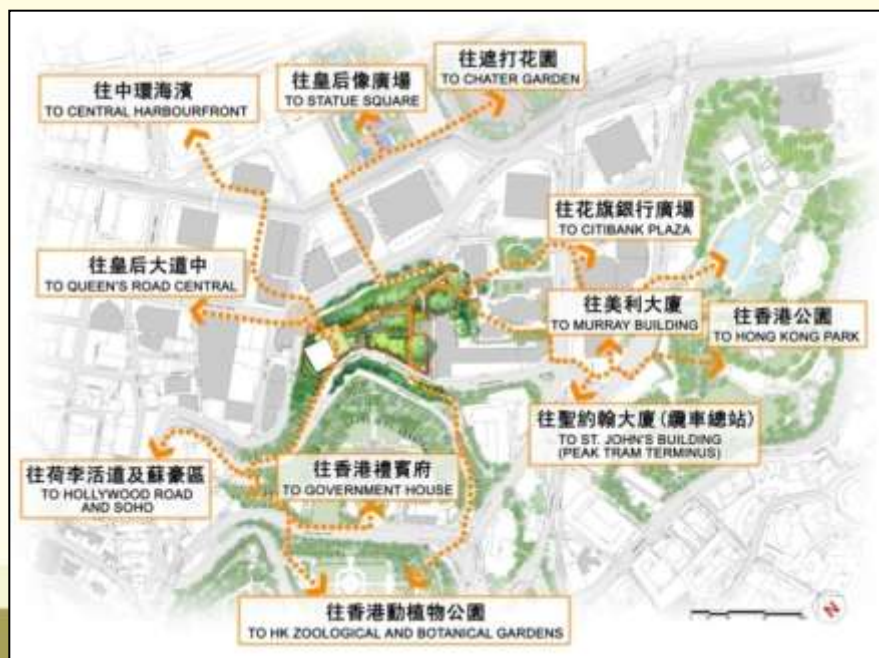 往遮打花園
TO CHATER GARDEN
往皇后像廣場
TO STATUE SQUARE
往中環海濱
TO CENTRAL HARBOURFRONT
往花旗銀行廣場
TO CITIBANK PLAZA
往皇后大道中
TO QUEEN'S ROAD CENTRAL
往美利大廈
TO MURRAY BUILDING
往香港公園
TO HONG KONG PARK
往聖約翰大廈(纜車總站)
TO ST. JOHN'S BUILDING
(PEAK TRAM TERMINUS)
往荷李活道及蘇豪區
TO HOLLYWOOD ROAD
AND SOHO
往香港禮賓府
TO GOVERNMENT HOUSE
往香港動植物公園
TO HK ZOOLOGICAL AND BOTANICAL GARDENS
N